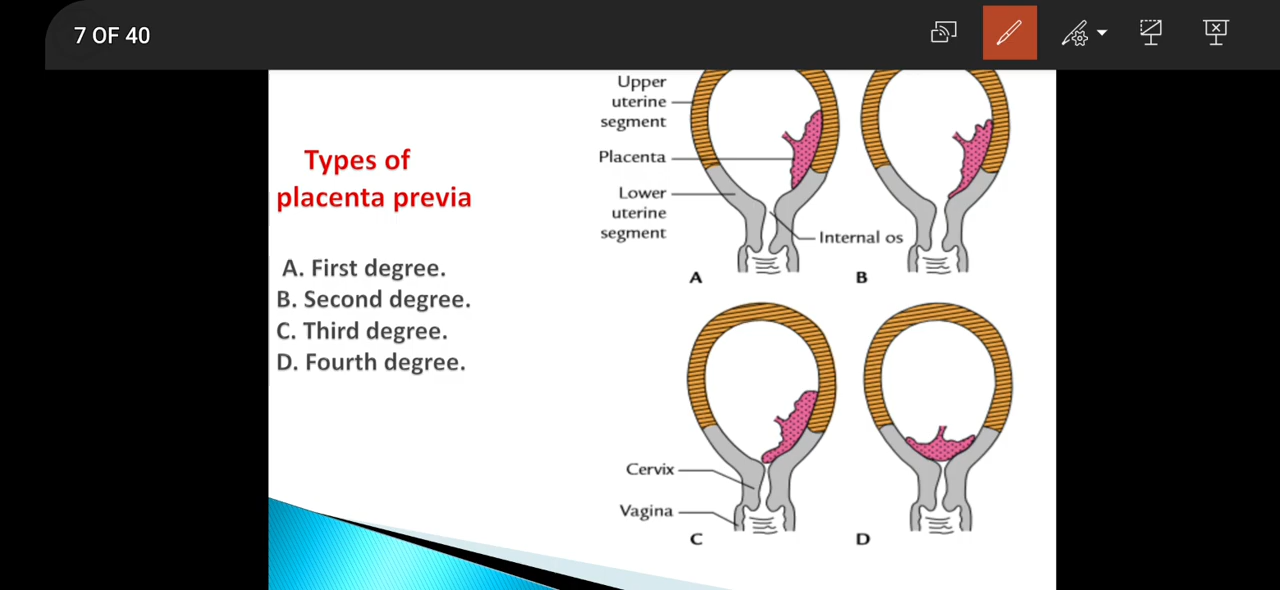 7 OF 40
Types of
placenta previa
A. First degree.
B. Second degree.
C. Third degree.
D. Fourth degree.
Upper
uterine
segment
Placenta
Lower
uterine
segment
Internal os
A
B
Cervix
Vagina
C
D